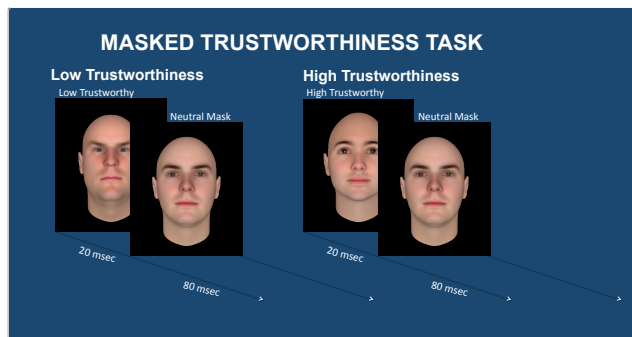 MASKED TRUSTWORTHINESS TASK
Low Trustworthiness
Low Trustworthy
Neutral Mask
20 msec
80 msec
High Trustworthiness
High Trustworthy
Neutral Mask
20 msec
80 msec